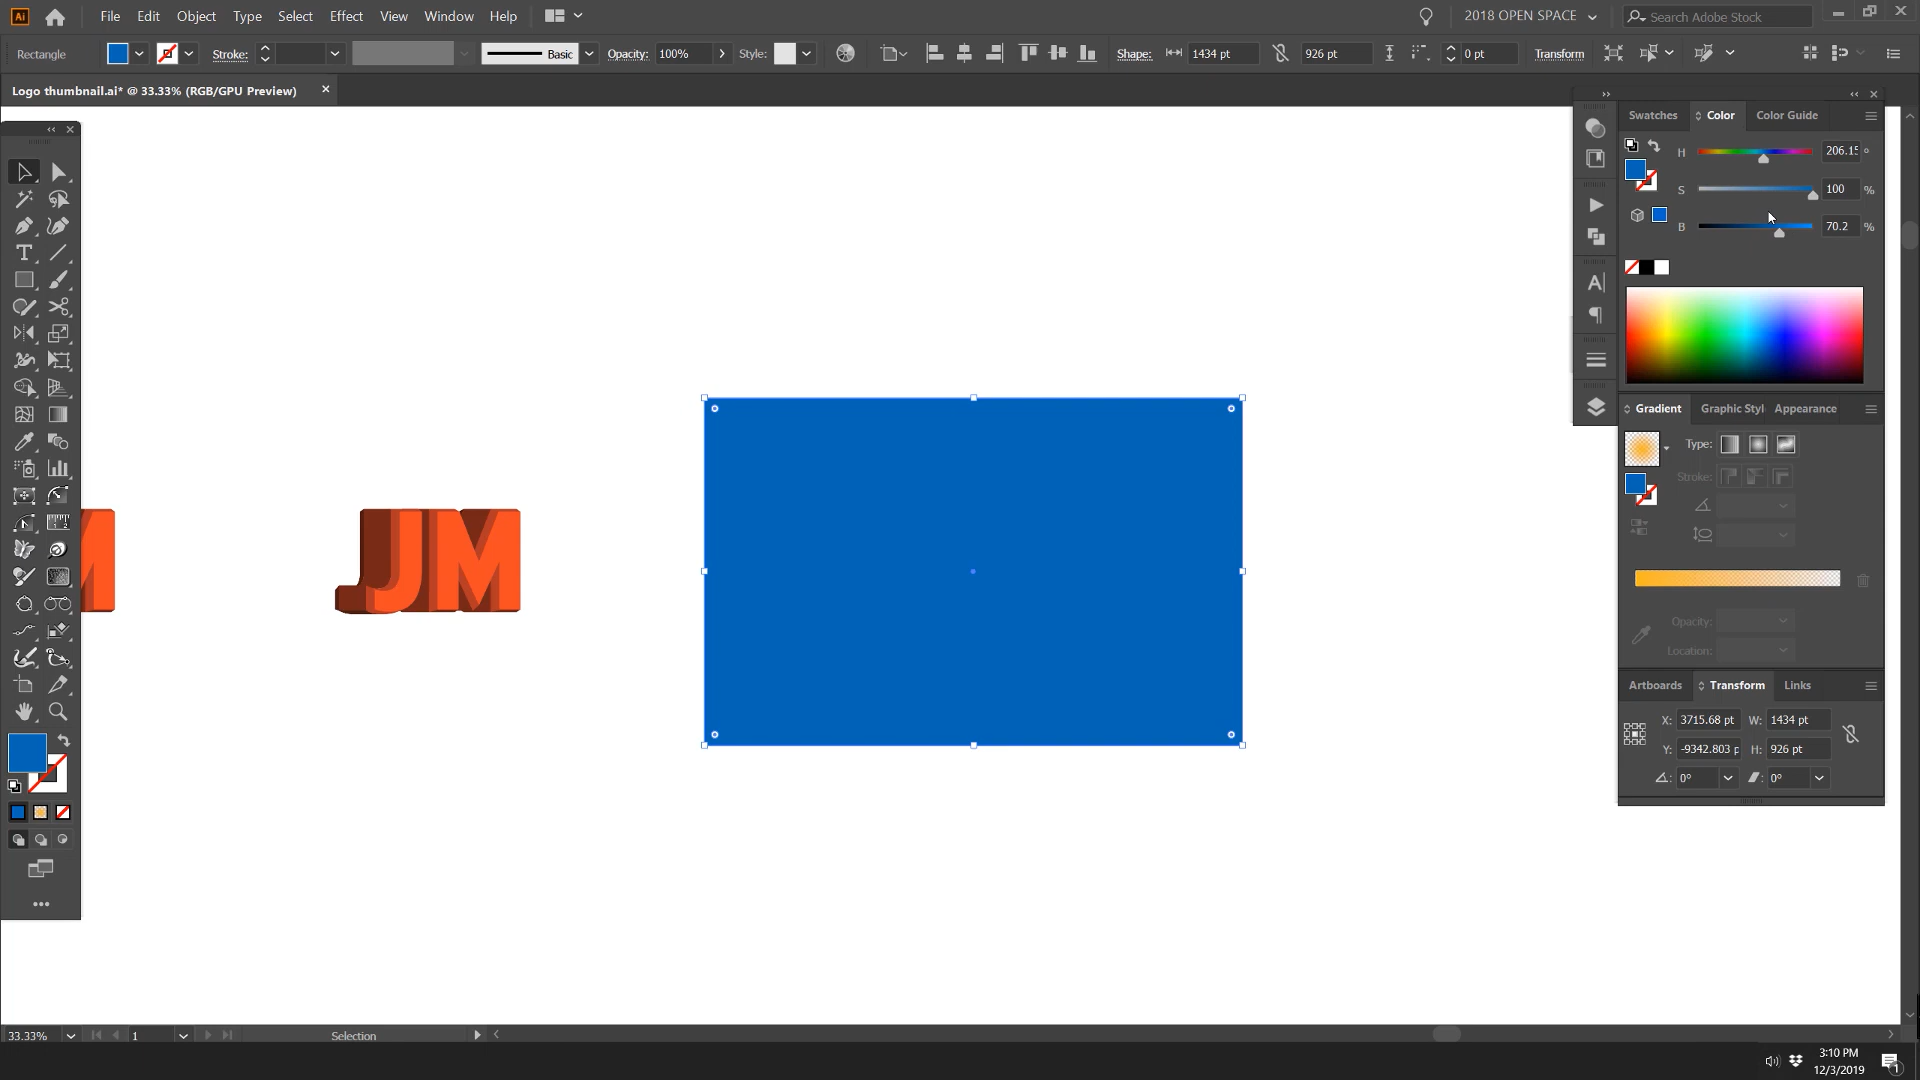 Ai File Edit Object Type Select Effect View Window Help 2018 OPEN SPACE Search Adobe Stock
Rectangle Stroke: Basic Opacity: 100% Style: Shape: 1434 pt 926 pt 0 pt Transform
Logo thumbnail.ai* @ 33.33% (RGB/GPU Preview)
Swatches Color Color Guide
H 206.15 °
S 100 %
B 70.2 %
Gradient Graphic Styl Appearance
Type:
Stroke:
JM
M
Opacity:
Location:
Artboards Transform Links
X: 3715.68 pt W: 1434 pt
Y: -9342.803 p H: 926 pt
0° 0°
33.33% 1 Selection
3:10 PM
12/3/2019
1